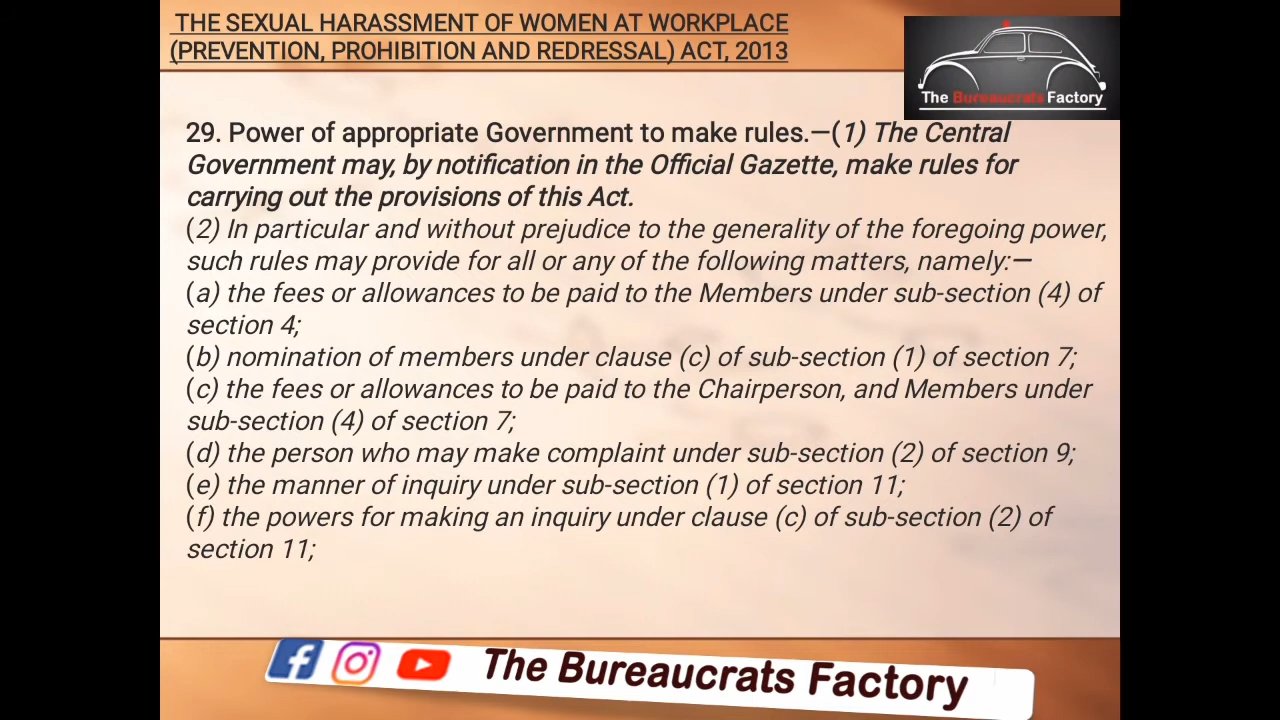 THE SEXUAL HARASSMENT OF WOMEN AT WORKPLACE
(PREVENTION, PROHIBITION AND REDRESSAL) ACT, 2013
The Bureaucrats Factory
29. Power of appropriate Government to make rules.—(1) The Central
Government may, by notification in the Official Gazette, make rules for
carrying out the provisions of this Act.
(2) In particular and without prejudice to the generality of the foregoing power,
such rules may provide for all or any of the following matters, namely:—
(a) the fees or allowances to be paid to the Members under sub-section (4) of
section 4;
(b) nomination of members under clause (c) of sub-section (1) of section 7;
(c) the fees or allowances to be paid to the Chairperson, and Members under
sub-section (4) of section 7;
(d) the person who may make complaint under sub-section (2) of section 9;
(e) the manner of inquiry under sub-section (1) of section 11;
(f) the powers for making an inquiry under clause (c) of sub-section (2) of
section 11;
The Bureaucrats Factory